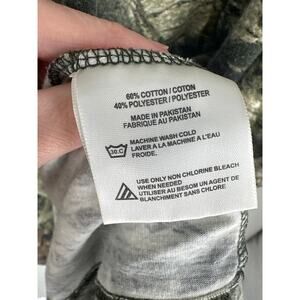 60% COTTON / COTON
40% POLYESTER / POLYESTER
MADE IN PAKISTAN
FABRIQUE AU PAKISTAN
30.C
MACHINE WASH COLD
LAVER A LA MACHINE A L'EAU
FROIDE.
USE ONLY NON CHLORINE BLEACH
WHEN NEEDED
UTILISER AU BESOIN UN AGENT DE
BLANCHIMENT SANS CHLORE